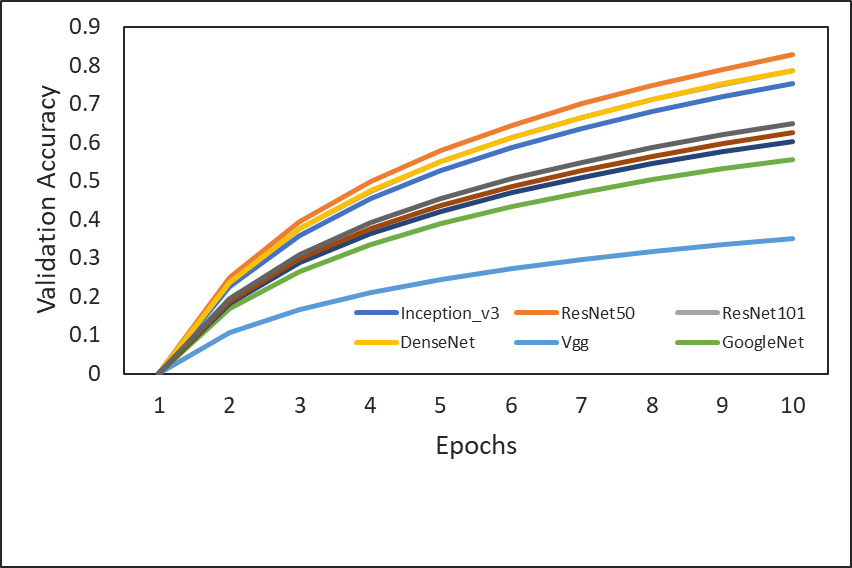 0.9
0.8
0.7
0.6
0.5
0.4
0.3
0.2
0.1
0
Validation Accuracy
Inception_v3 ResNet50 ResNet101
DenseNet Vgg GoogleNet
1 2 3 4 5 6 7 8 9 10
Epochs